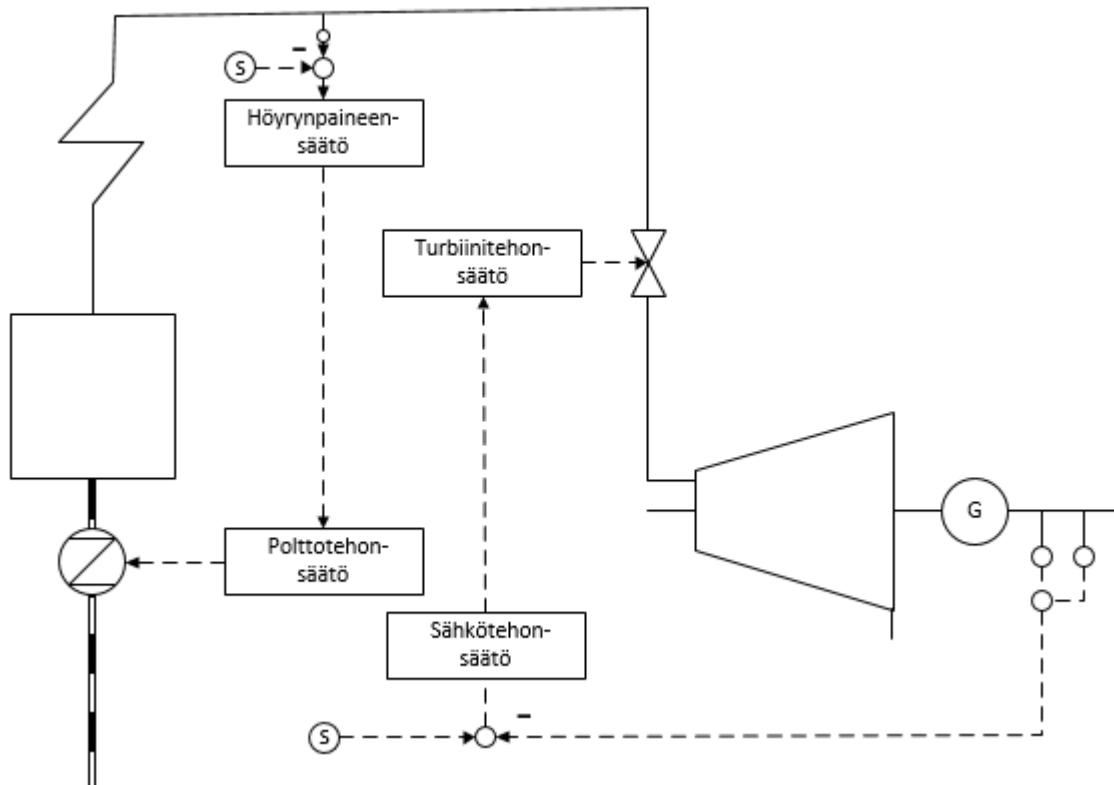 S
–
Höyrynpaineen-
säätö
Turbiinitehon-
säätö
G
Polttotehon-
säätö
Sähkötehon-
säätö
S
–